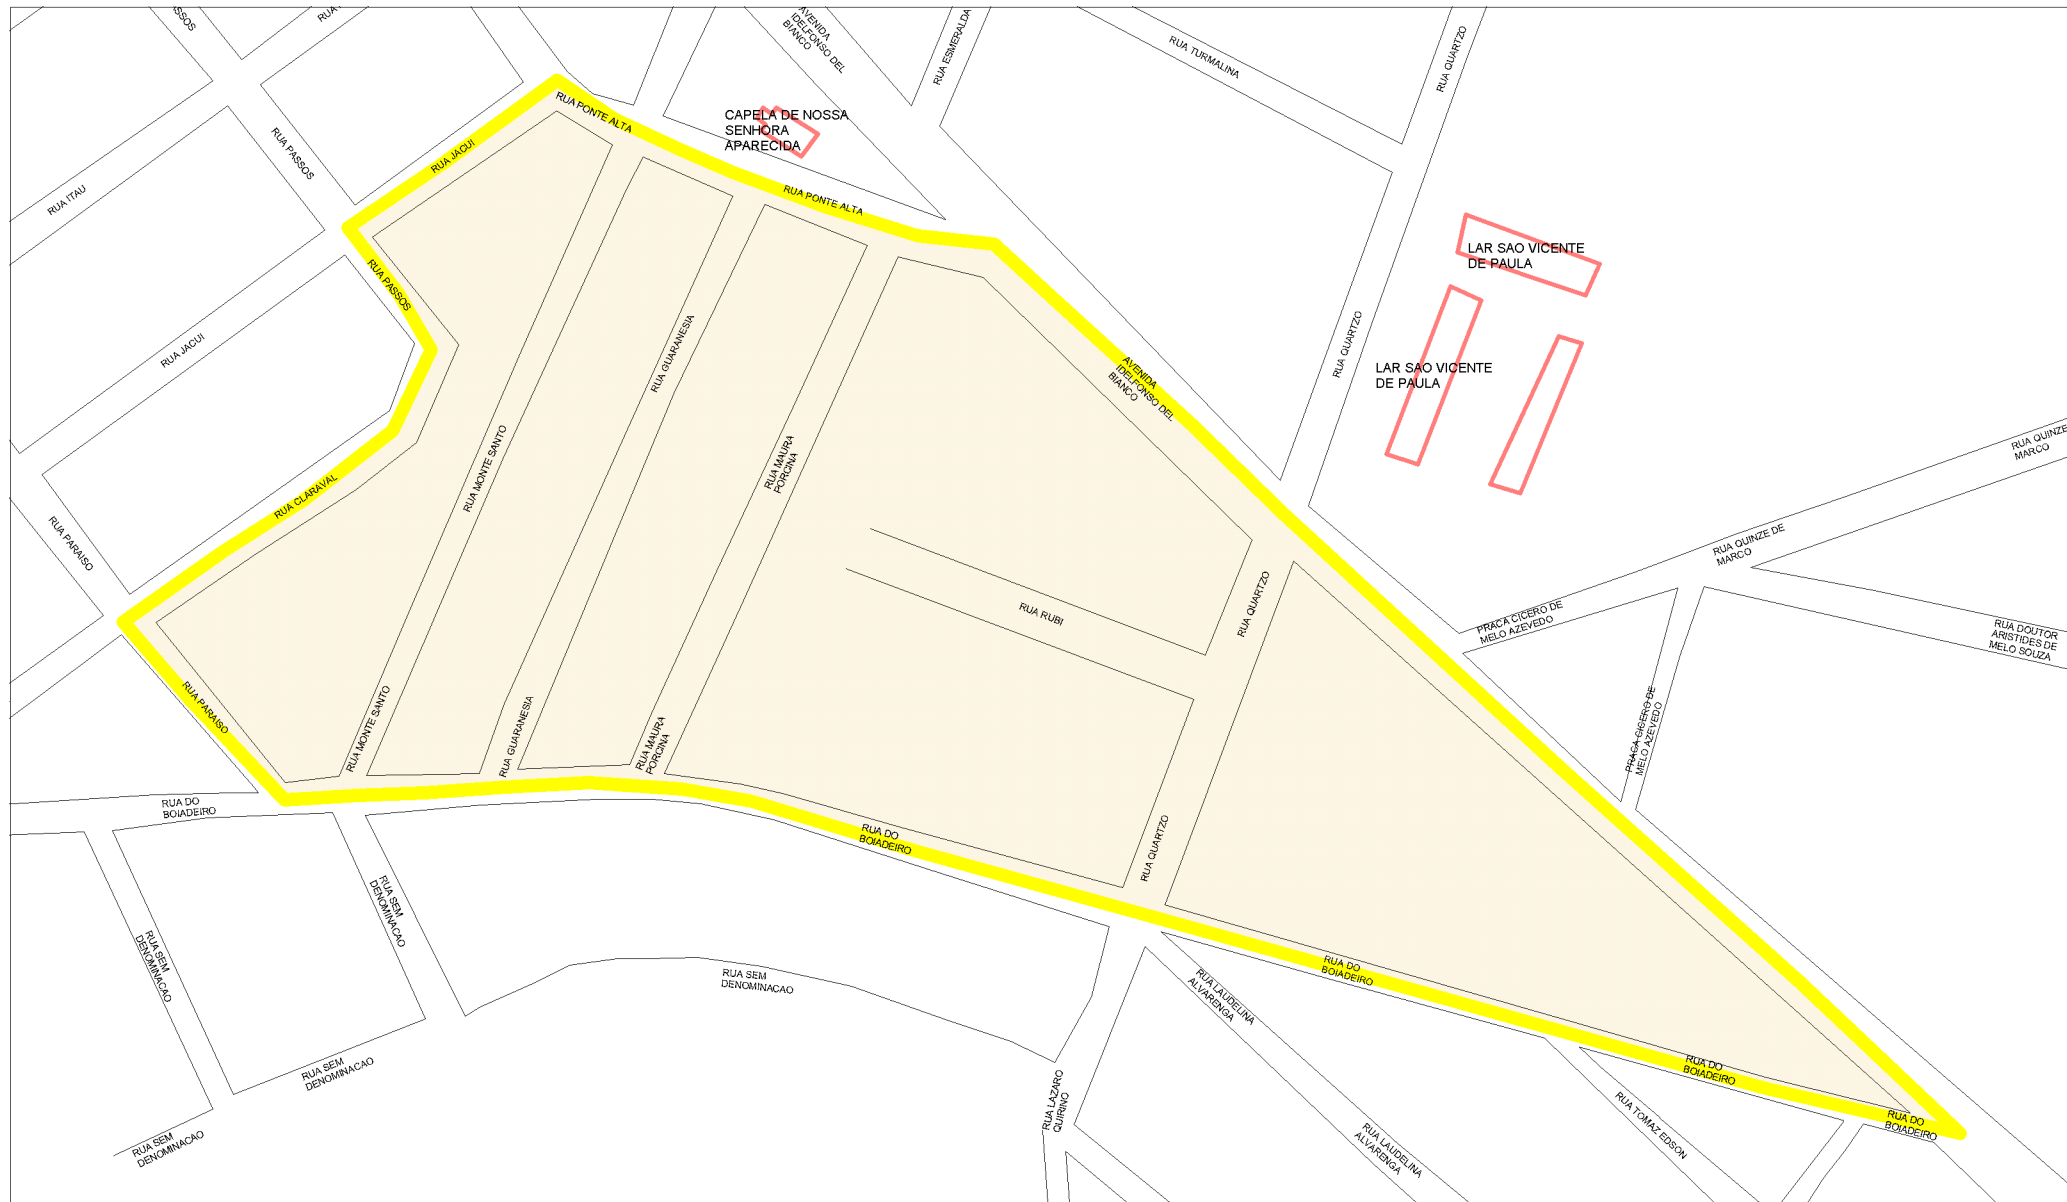 PASSOS
RUA
AVENIDA
IDELFONSO DEL
BIANCO
RUA ESMERALDA
RUA TURMALINA
RUA QUARTZO
RUA PONTE ALTA
CAPELA DE NOSSA
SENHORA
APARECIDA
RUA PASSOS
RUA JACUI
RUA ITAU
RUA PONTE ALTA
LAR SAO VICENTE
DE PAULA
RUA PASSOS
RUA JACUI
RUA GUARANESIA
RUA QUARTZO
LAR SAO VICENTE
DE PAULA
AVENIDA
IDELFONSO DEL
BIANCO
RUA QUINZE
MARCO
RUA MONTE SANTO
RUA MAURA
PORCINA
RUA CLARAVAL
RUA PARAISO
RUA QUINZE DE
MARCO
RUA RUBI
RUA QUARTZO
PRACA CICERO DE
MELO AZEVEDO
RUA DOUTOR
ARISTIDES DE
MELO SOUZA
RUA PARAISO
RUA MONTE SANTO
RUA GUARANESIA
RUA MAURA
PORCINA
PRACA CICERO DE
MELO AZEVEDO
RUA DO
BOIADEIRO
RUA DO
BOIADEIRO
RUA QUARTZO
RUA SEM
DENOMINACAO
RUA SEM
DENOMINACAO
RUA SEM
DENOMINACAO
RUA DO
BOIADEIRO
RUA LAUDELINA
ALVARENGA
RUA SEM
DENOMINACAO
RUA LAZARO
QUIRINO
RUA DO
BOIADEIRO
RUA TOMAZ EDSON
RUA DO
BOIADEIRO
RUA SEM
DENOMINACAO
RUA LAUDELINA
ALVARENGA